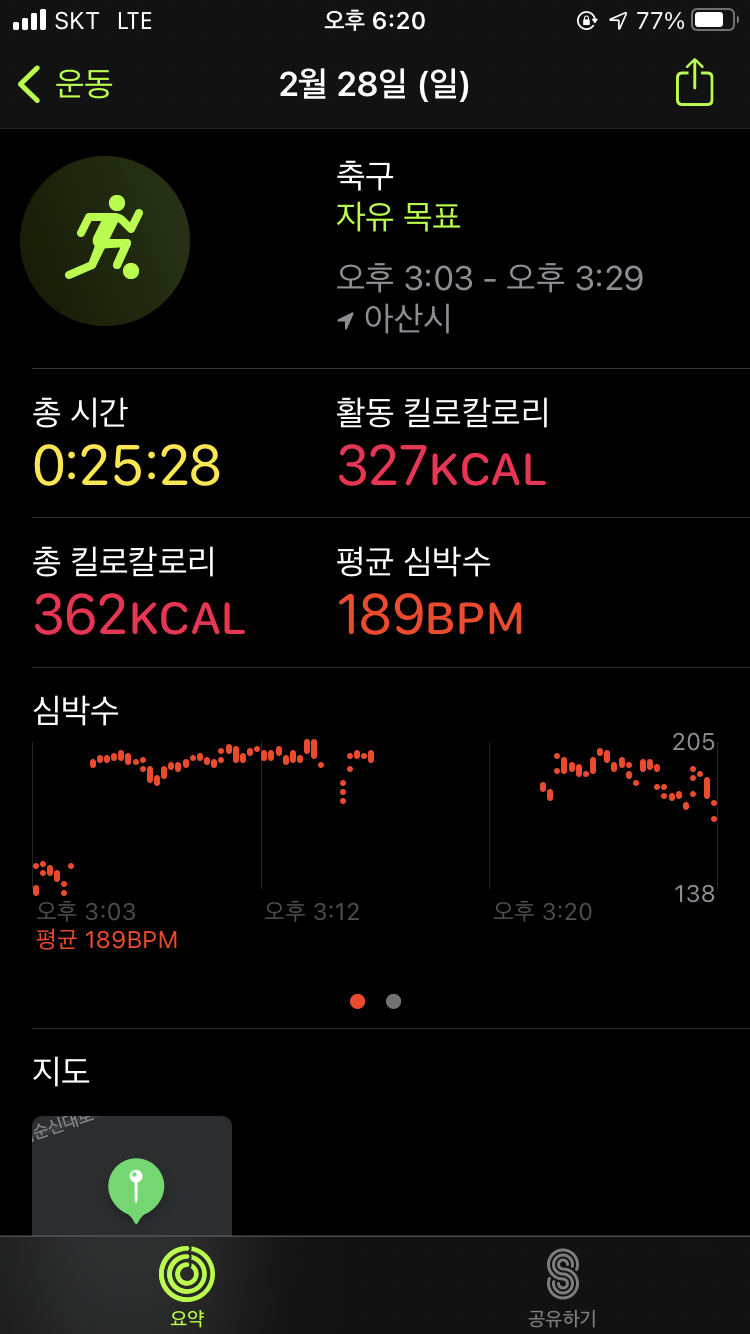 SKT LTE 오후 6:20 77%
운동 2월 28일 (일)
축구
자유 목표
오후 3:03 - 오후 3:29
아산시
총 시간 활동 킬로칼로리
0:25:28 327KCAL
총 킬로칼로리 평균 심박수
362KCAL 189BPM
심박수
205
138
오후 3:03 오후 3:12 오후 3:20
평균 189BPM
지도
순신대로
요약 공유하기